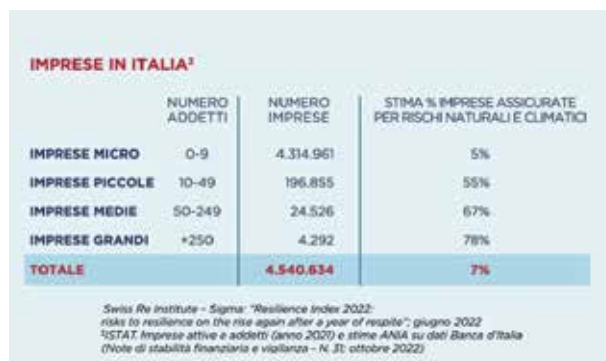 IMPRESE IN ITALIA³
NUMERO ADDETTI NUMERO IMPRESE STIMA % IMPRESE ASSICURATE PER RISCHI NATURALI E CLIMATICI
IMPRESE MICRO 0-9 4.314.961 5%
IMPRESE PICCOLE 10-49 196.855 55%
IMPRESE MEDIE 50-249 24.526 67%
IMPRESE GRANDI +250 4.292 78%
TOTALE 4.540.634 7%
Swiss Re Institute - Sigma: "Resilience Index 2022:
risks to resilience on the rise again after a year of respite"; giugno 2022
³ISTAT. Imprese attive e addetti (anno 2021) e stime ANIA su dati Banca d'Italia
(Note di stabilità finanziaria e vigilanza - N. 31; ottobre 2022)